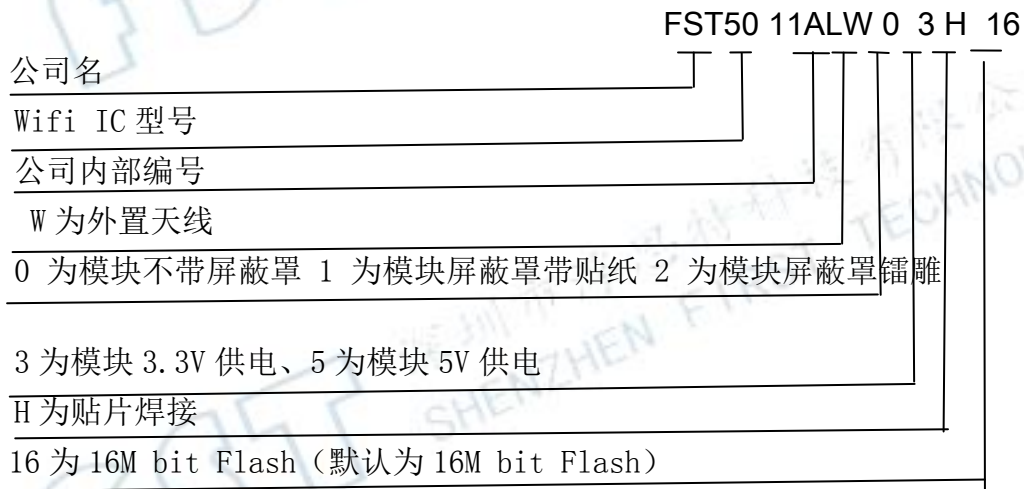 FST50 11ALW 0 3 H 16
公司名
Wifi IC 型号
公司内部编号
W 为外置天线
0 为模块不带屏蔽罩 1 为模块屏蔽罩带贴纸 2 为模块屏蔽罩镭雕
3 为模块 3.3V 供电、5 为模块 5V 供电
H 为贴片焊接
16 为 16M bit Flash（默认为 16M bit Flash）